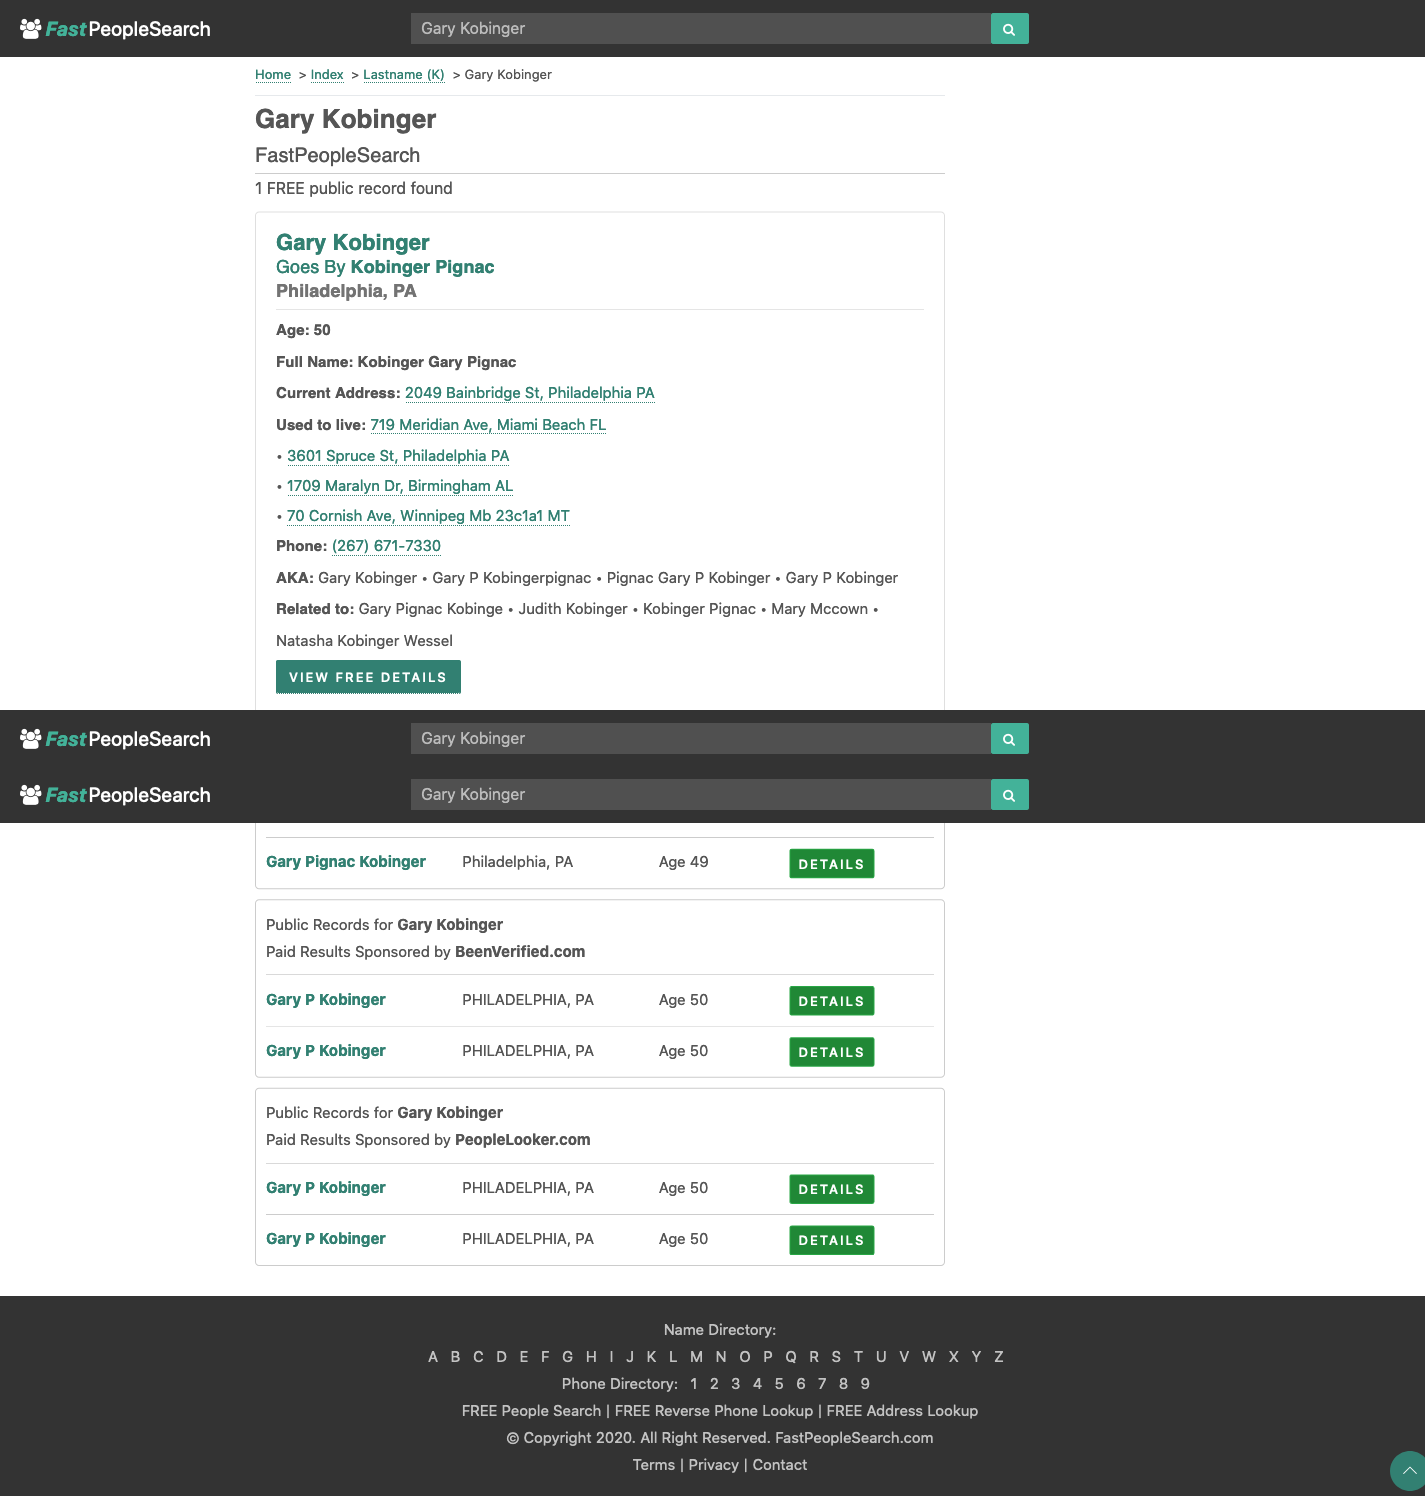 FastPeopleSearch
Gary Kobinger
Home > Index > Lastname (K) > Gary Kobinger
Gary Kobinger
FastPeopleSearch
1 FREE public record found
Gary Kobinger
Goes By Kobinger Pignac
Philadelphia, PA
Age: 50
Full Name: Kobinger Gary Pignac
Current Address: 2049 Bainbridge St, Philadelphia PA
Used to live: 719 Meridian Ave, Miami Beach FL
• 3601 Spruce St, Philadelphia PA
• 1709 Maralyn Dr, Birmingham AL
• 70 Cornish Ave, Winnipeg Mb 23c1a1 MT
Phone: (267) 671-7330
AKA: Gary Kobinger • Gary P Kobingerpignac • Pignac Gary P Kobinger • Gary P Kobinger
Related to: Gary Pignac Kobinge • Judith Kobinger • Kobinger Pignac • Mary Mccown •
Natasha Kobinger Wessel
VIEW FREE DETAILS
FastPeopleSearch
Gary Kobinger
FastPeopleSearch
Gary Kobinger
Gary Pignac Kobinger Philadelphia, PA Age 49 DETAILS
Public Records for Gary Kobinger
Paid Results Sponsored by BeenVerified.com
Gary P Kobinger PHILADELPHIA, PA Age 50 DETAILS
Gary P Kobinger PHILADELPHIA, PA Age 50 DETAILS
Public Records for Gary Kobinger
Paid Results Sponsored by PeopleLooker.com
Gary P Kobinger PHILADELPHIA, PA Age 50 DETAILS
Gary P Kobinger PHILADELPHIA, PA Age 50 DETAILS
Name Directory:
A B C D E F G H I J K L M N O P Q R S T U V W X Y Z
Phone Directory: 1 2 3 4 5 6 7 8 9
FREE People Search | FREE Reverse Phone Lookup | FREE Address Lookup
© Copyright 2020. All Right Reserved. FastPeopleSearch.com
Terms | Privacy | Contact